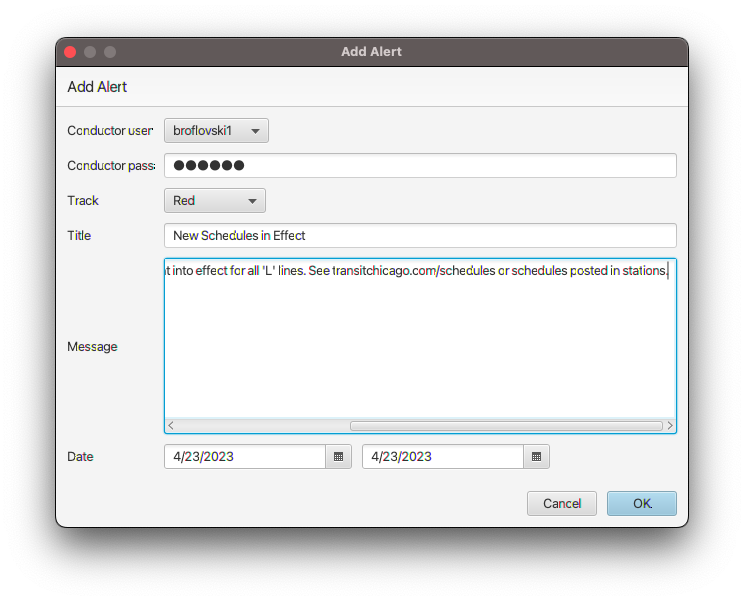 Add Alert
Add Alert
Conductor user
broflovski1
Conductor pass
●●●●●●
Track
Red
Title
New Schedules in Effect
into effect for all 'L' lines. See transitchicago.com/schedules or schedules posted in stations.
Message
Date
4/23/2023
4/23/2023
Cancel
OK